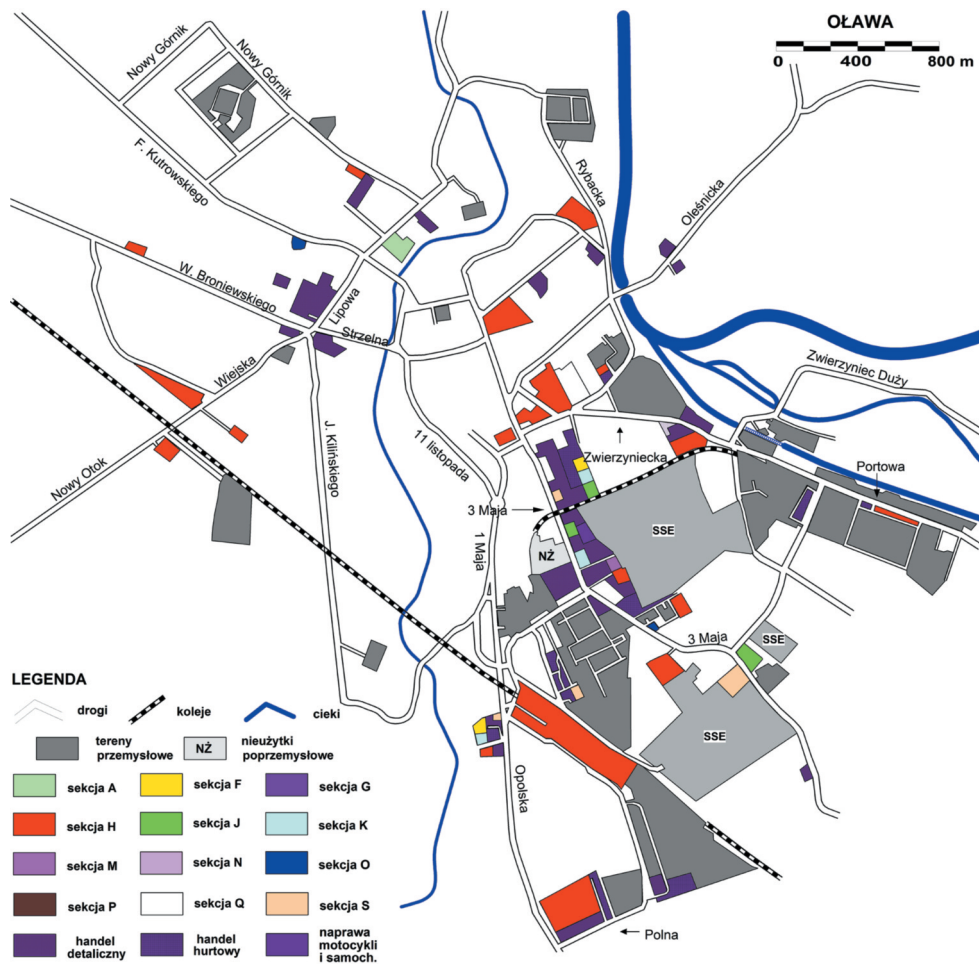 OŁAWA
0 400 800 m
Nowy Górnik
Nowy Górnik
F. Kutrowskiego
Rybacka
Oleśnicka
W. Broniewskiego
Lipowa
Strzelna
Wiejska
Zwierzyniec Duży
J. Kilińskiego
11 listopada
Zwierzyniecka
Nowy Otok
Portowa
3 Maja
SSE
1 Maja
NŻ
3 Maja
SSE
SSE
Opolska
Polna
LEGENDA
drogi
koleje
cieki
tereny
przemysłowe
NŻ
nieużytki
poprzemysłowe
sekcja A
sekcja F
sekcja G
sekcja H
sekcja J
sekcja K
sekcja M
sekcja N
sekcja O
sekcja P
sekcja Q
sekcja S
handel
detaliczny
handel
hurtowy
naprawa
motocykli
i samoch.